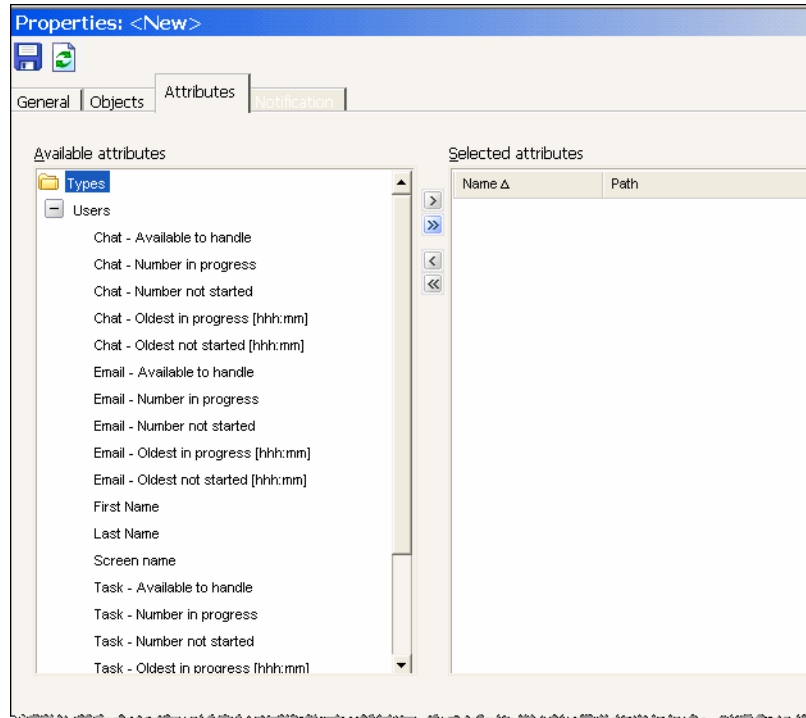 Properties: <New>
General Objects Attributes Notification
Available attributes
Selected attributes
Types
Name Path
Users
Chat - Available to handle
Chat - Number in progress
Chat - Number not started
Chat - Oldest in progress [hhh:mm]
Chat - Oldest not started [hhh:mm]
Email - Available to handle
Email - Number in progress
Email - Number not started
Email - Oldest in progress [hhh:mm]
Email - Oldest not started [hhh:mm]
First Name
Last Name
Screen name
Task - Available to handle
Task - Number in progress
Task - Number not started
Task - Oldest in progress [hhh:mm]